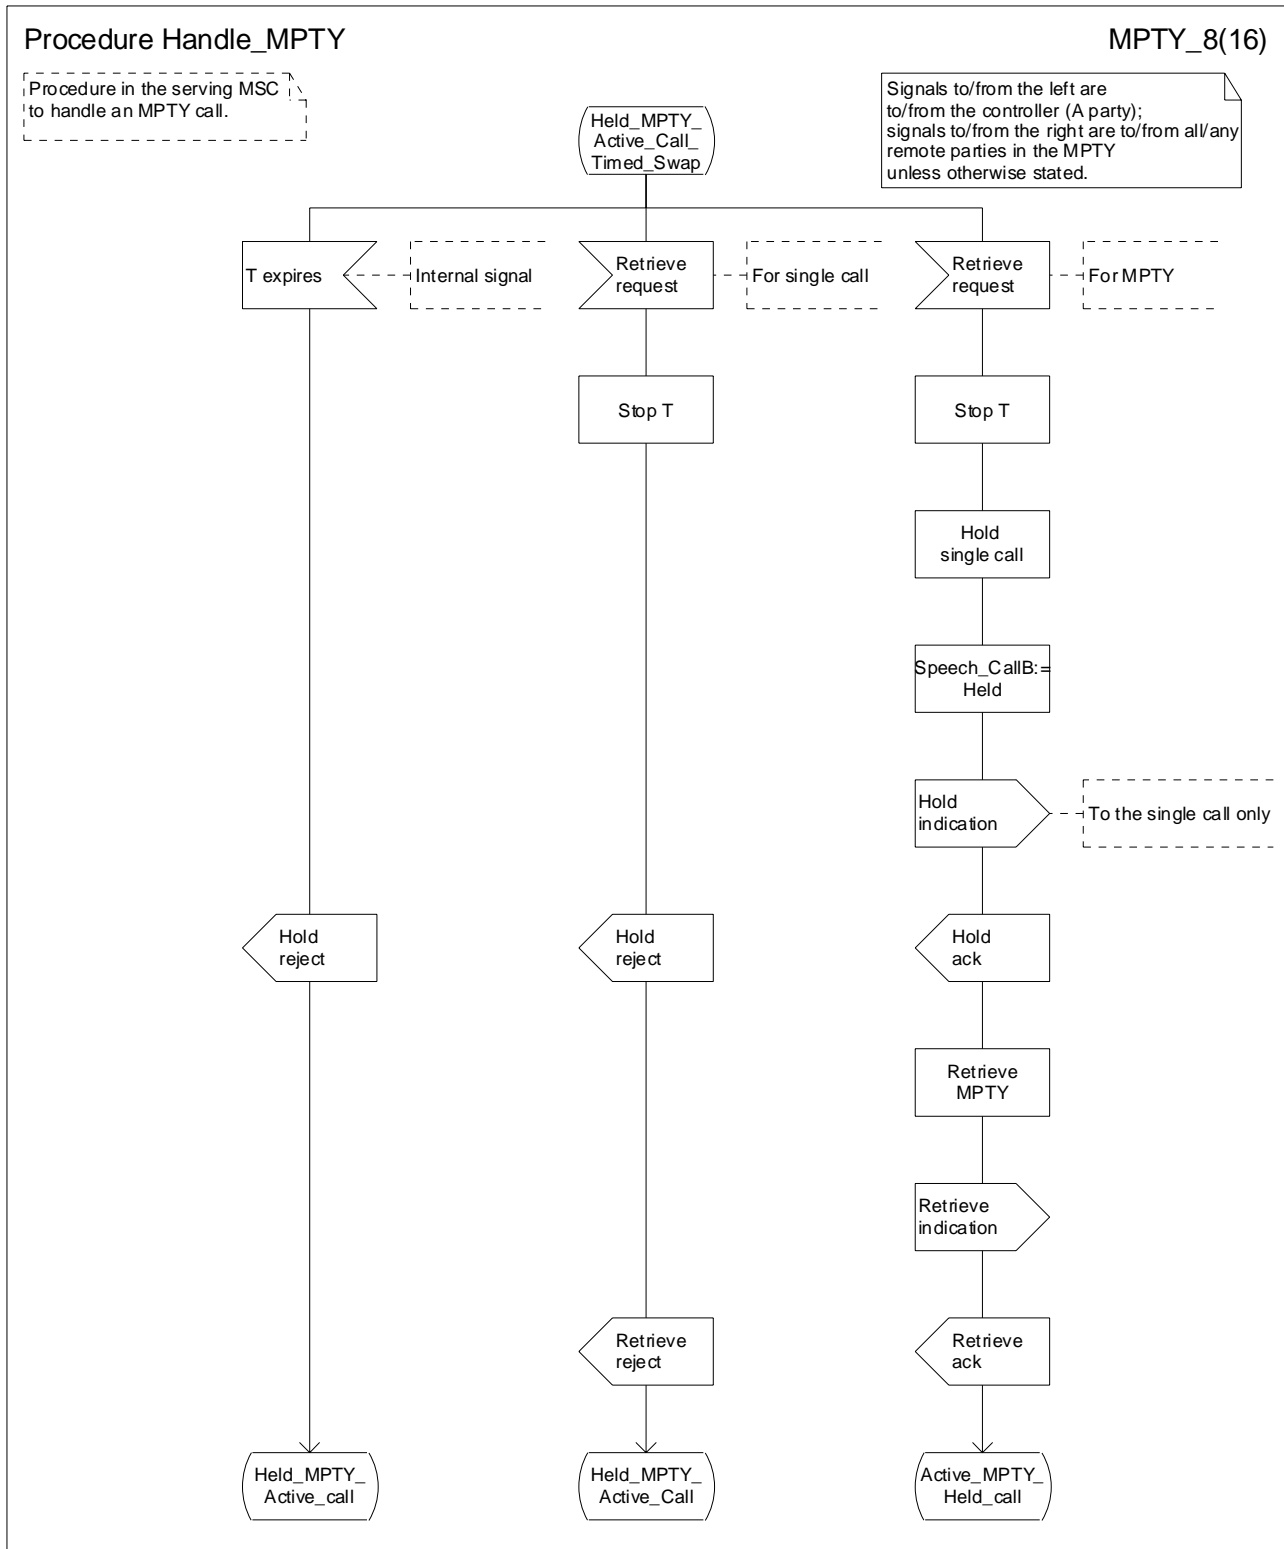 Procedure Handle_MPTY
MPTY_8(16)
Procedure in the serving MSC
to handle an MPTY call.
Signals to/from the left are
to/from the controller (A party);
signals to/from the right are to/from all/any
remote parties in the MPTY
unless otherwise stated.
Held_MPTY_
Active_Call_
Timed_Swap
T expires
Internal signal
Retrieve
request
For single call
Retrieve
request
For MPTY
Stop T
Stop T
Hold
single call
Speech_CallB:=
Held
Hold
indication
To the single call only
Hold
reject
Hold
reject
Hold
ack
Retrieve
MPTY
Retrieve
indication
Retrieve
reject
Retrieve
ack
Held_MPTY_
Active_call
Held_MPTY_
Active_Call
Active_MPTY_
Held_call